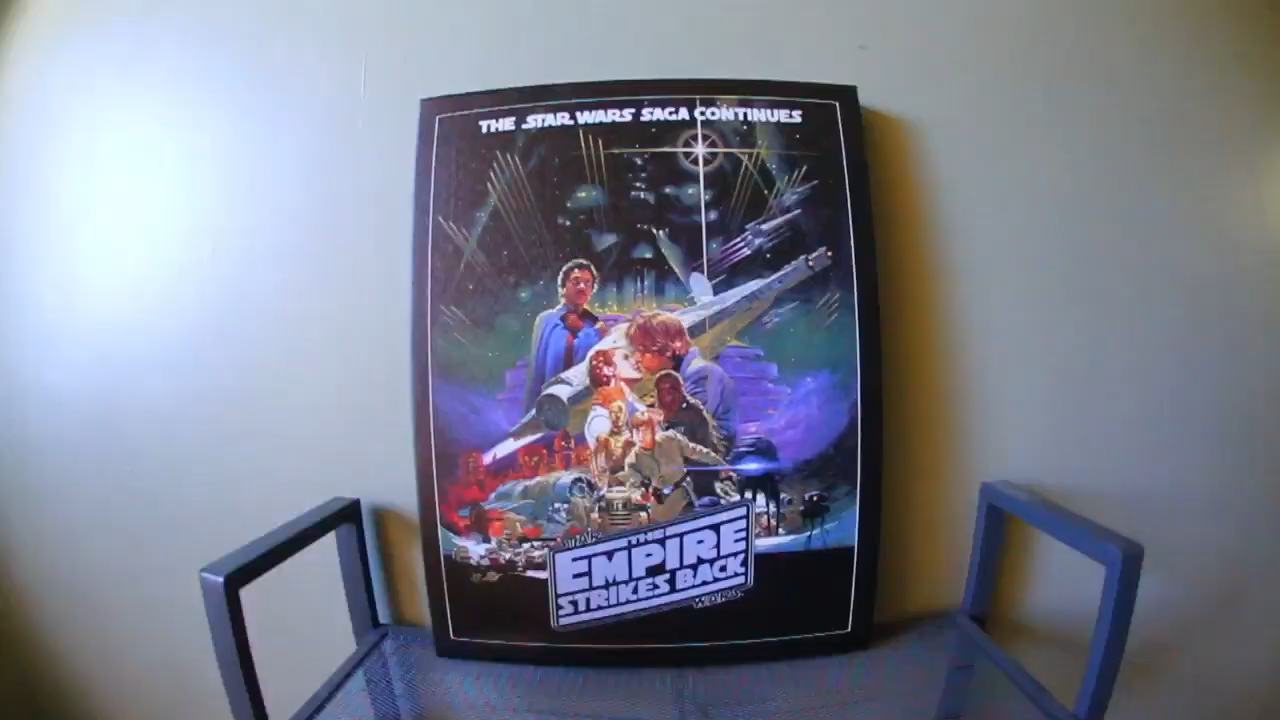 THE STAR WARS SAGA CONTINUES
STAR
THE
EMPIRE
STRIKES BACK
WARS